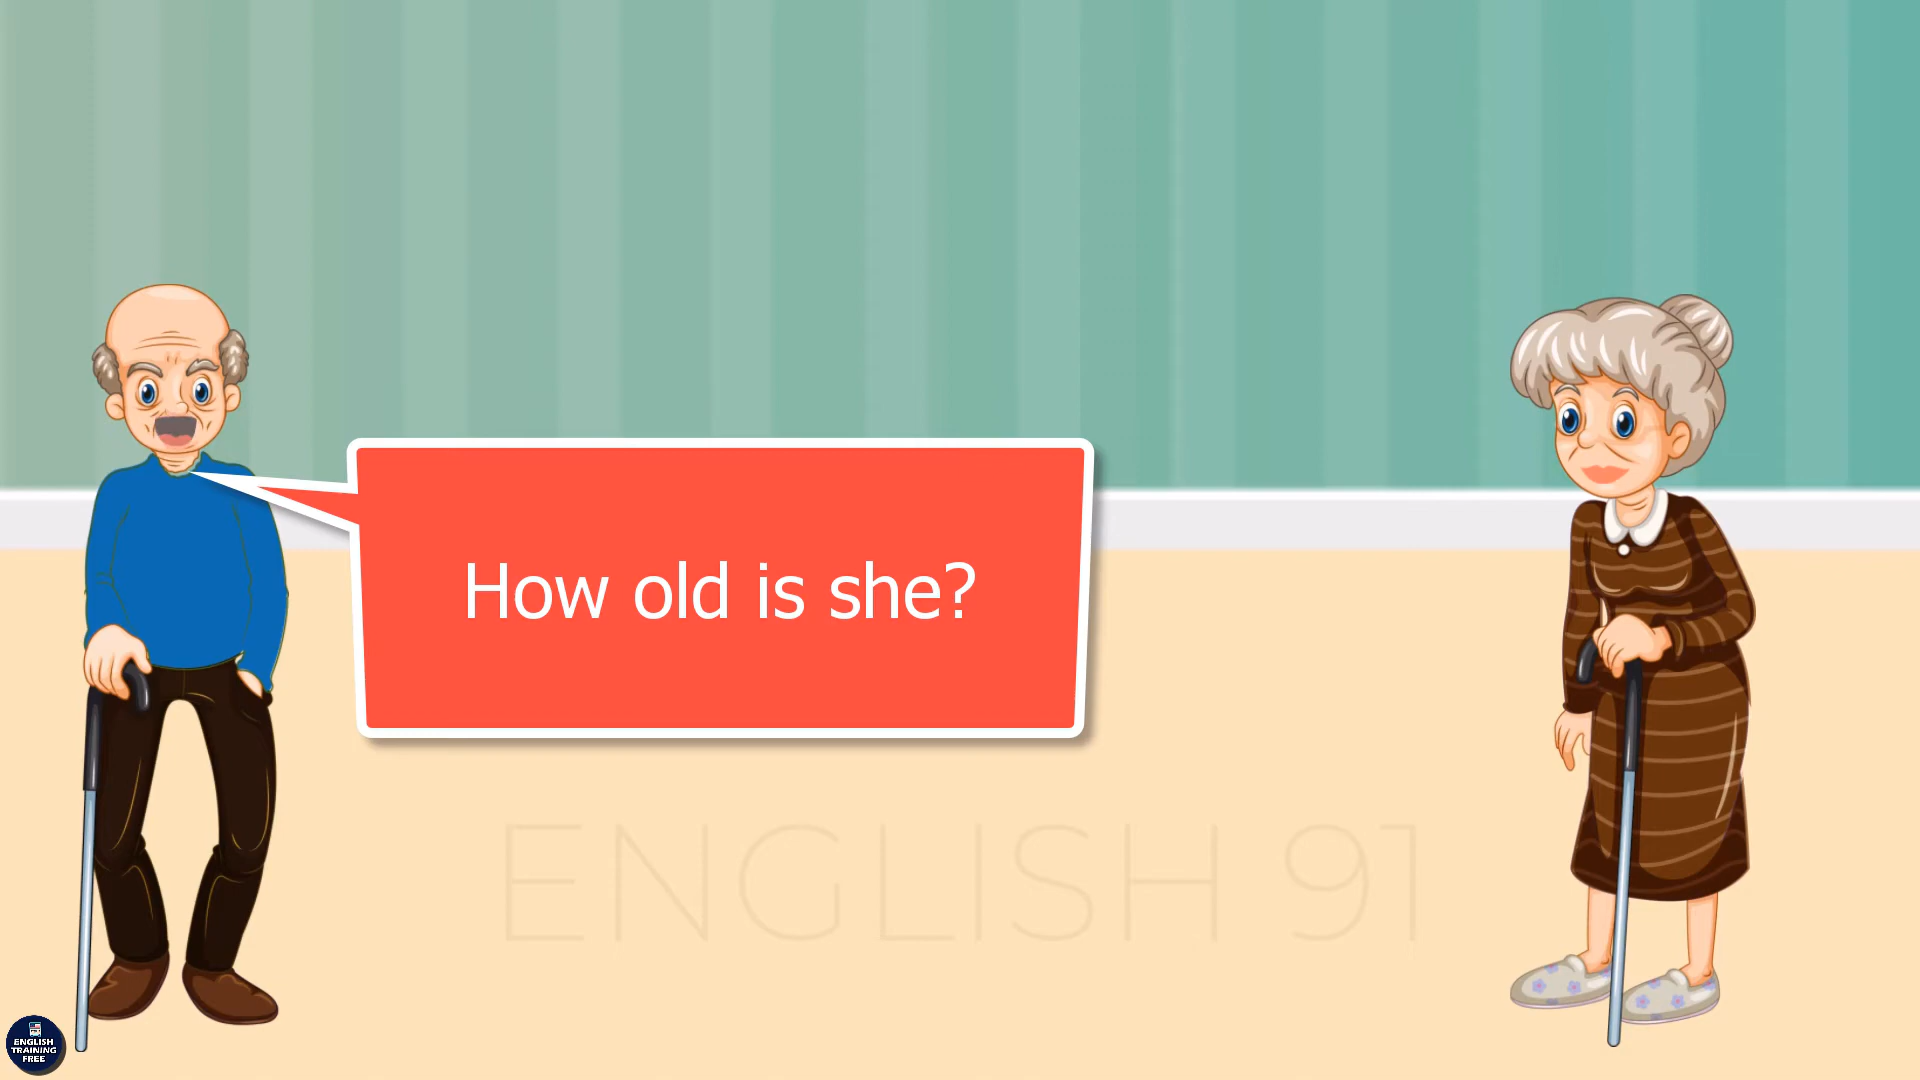 How old is she?
ENGLISH 91
ENGLISH
TRAINING
FREE